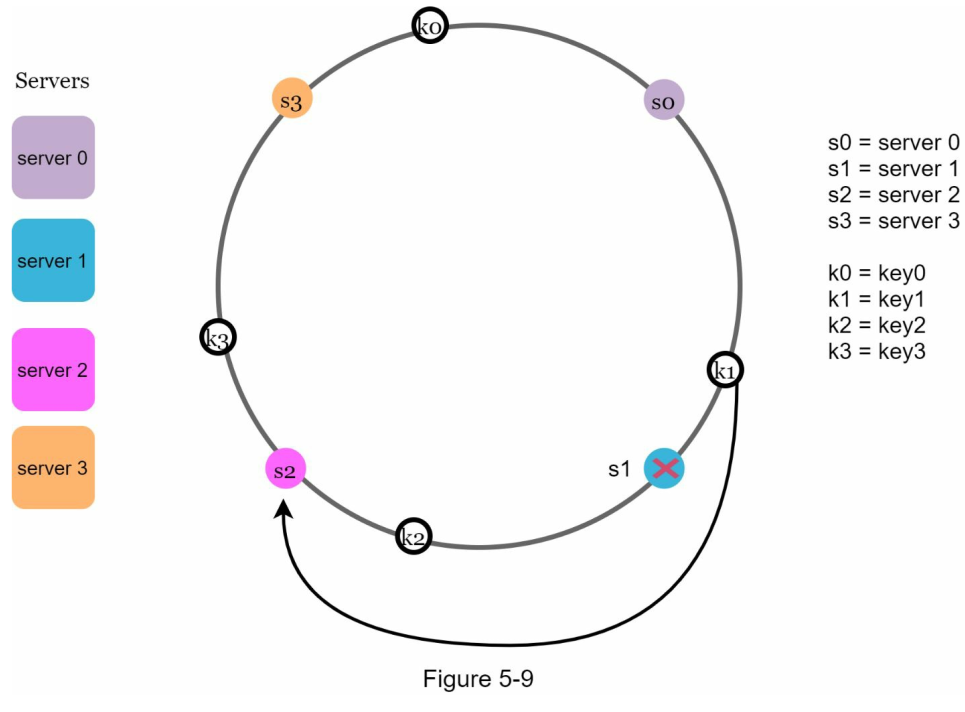 Servers
server 0
server 1
server 2
server 3
k0
s3
s0
k3
k1
s2
s1
k2
s0 = server 0
s1 = server 1
s2 = server 2
s3 = server 3
k0 = key0
k1 = key1
k2 = key2
k3 = key3
Figure 5-9